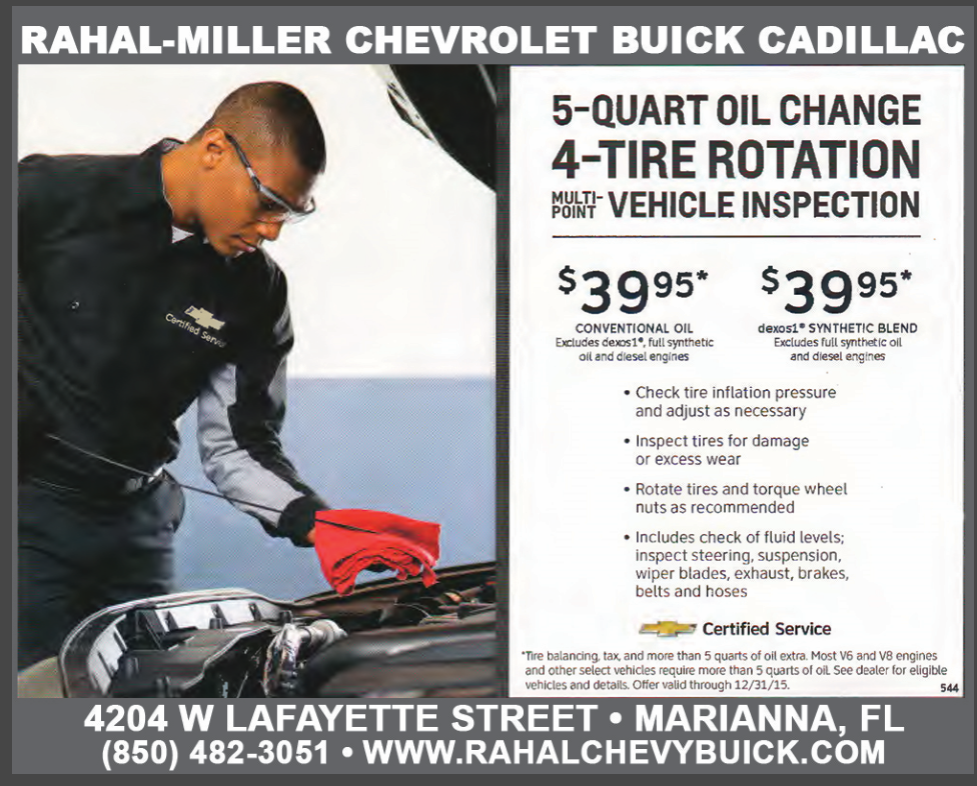 RAHAL-MILLER CHEVROLET BUICK CADILLAC
Certified Service
5-QUART OIL CHANGE
4-TIRE ROTATION
MULTI-POINT VEHICLE INSPECTION
$39.95*
CONVENTIONAL OIL
Excludes dexos1®, full synthetic
oil and diesel engines
$39.95*
dexos1® SYNTHETIC BLEND
Excludes full synthetic oil
and diesel engines
• Check tire inflation pressure
and adjust as necessary
• Inspect tires for damage
or excess wear
• Rotate tires and torque wheel
nuts as recommended
• Includes check of fluid levels;
inspect steering, suspension,
wiper blades, exhaust, brakes,
belts and hoses
Certified Service
*Tire balancing, tax, and more than 5 quarts of oil extra. Most V6 and V8 engines
and other select vehicles require more than 5 quarts of oil. See dealer for eligible
vehicles and details. Offer valid through 12/31/15.
544
4204 W LAFAYETTE STREET • MARIANNA, FL
(850) 482-3051 • WWW.RAHALCHEVYBUICK.COM